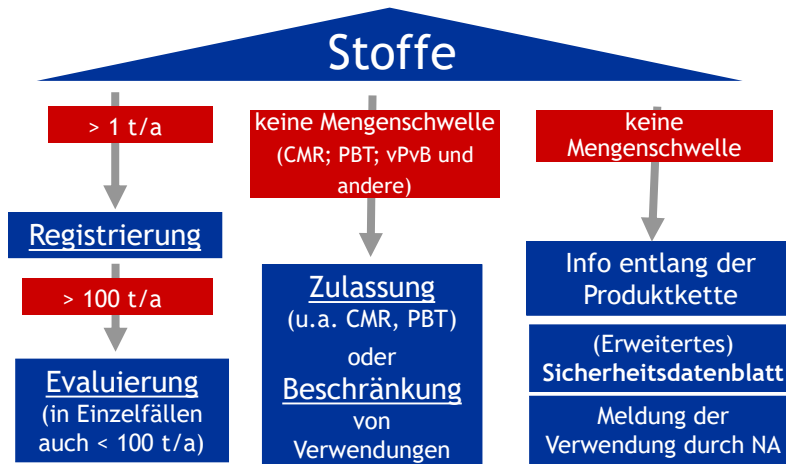 Stoffe
> 1 t/a
Registrierung
> 100 t/a
Evaluierung
(in Einzelfällen
auch < 100 t/a)
keine Mengenschwelle
(CMR; PBT; vPvB und
andere)
Zulassung
(u.a. CMR, PBT)
oder
Beschränkung
von
Verwendungen
keine
Mengenschwelle
Info entlang der
Produktkette
(Erweitertes)
Sicherheitsdatenblatt
Meldung der
Verwendung durch NA